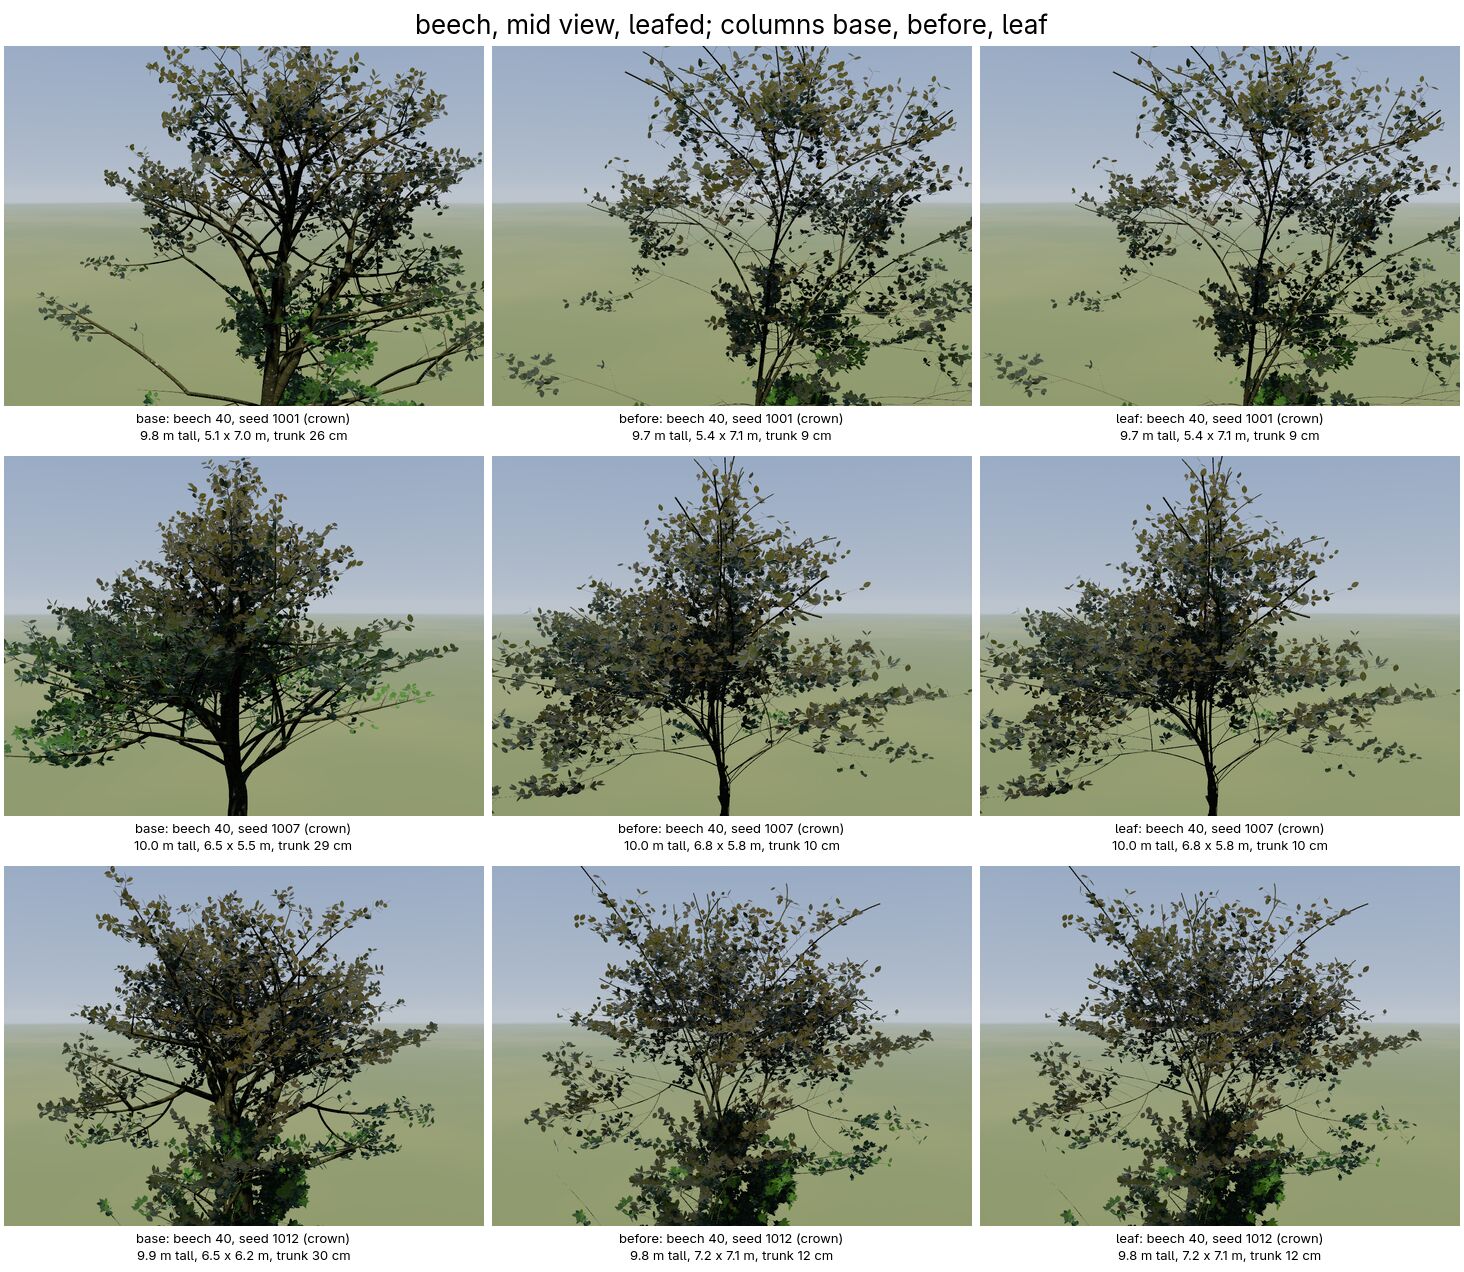 beech, mid view, leafed; columns base, before, leaf
base: beech 40, seed 1001 (crown)
9.8 m tall, 5.1 x 7.0 m, trunk 26 cm
before: beech 40, seed 1001 (crown)
9.7 m tall, 5.4 x 7.1 m, trunk 9 cm
leaf: beech 40, seed 1001 (crown)
9.7 m tall, 5.4 x 7.1 m, trunk 9 cm
base: beech 40, seed 1007 (crown)
10.0 m tall, 6.5 x 5.5 m, trunk 29 cm
before: beech 40, seed 1007 (crown)
10.0 m tall, 6.8 x 5.8 m, trunk 10 cm
leaf: beech 40, seed 1007 (crown)
10.0 m tall, 6.8 x 5.8 m, trunk 10 cm
base: beech 40, seed 1012 (crown)
9.9 m tall, 6.5 x 6.2 m, trunk 30 cm
before: beech 40, seed 1012 (crown)
9.8 m tall, 7.2 x 7.1 m, trunk 12 cm
leaf: beech 40, seed 1012 (crown)
9.8 m tall, 7.2 x 7.1 m, trunk 12 cm